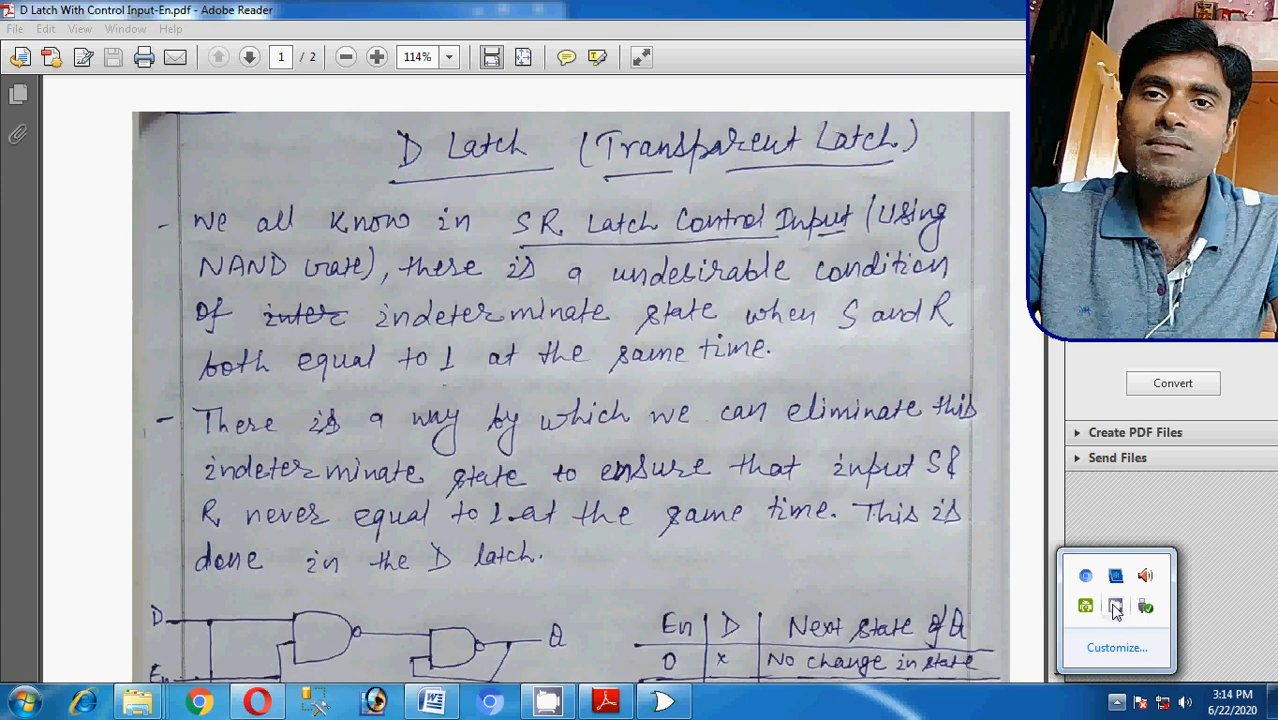 D Latch With Control Input-En.pdf - Adobe Reader
File Edit View Window Help
1 / 2 114%
D Latch (Transparent Latch)
- We all know in SR Latch Control Input (Using
NAND Gate), there is a undesirable condition
of inter indeterminate state when S and R
both equal to 1 at the same time.
- There is a way by which we can eliminate this
indeterminate state to ensure that input S &
R never equal to 1 at the same time. This is
done in the D latch.
D Q
En
En D Next state of Q
0 x No change in state
Convert
Create PDF Files
Send Files
Customize...
3:14 PM
6/22/2020